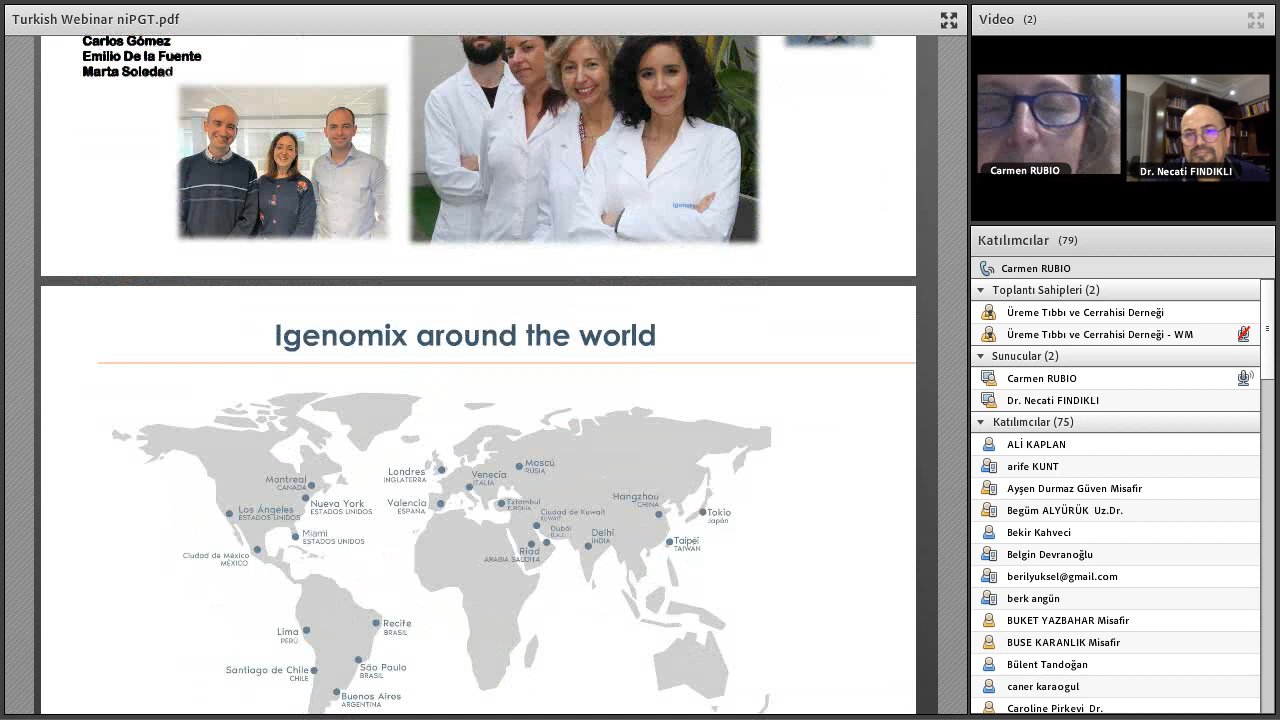 Turkish Webinar niPGT.pdf
Carlos Gómez
Emilio De la Fuente
Marta Soledad
Igenomix around the world
Montreal
CANADA
Nueva York
ESTADOS UNIDOS
Los Ángeles
ESTADOS UNIDOS
Miami
ESTADOS UNIDOS
Ciudad de México
MÉXICO
Lima
PERÚ
Recife
BRASIL
Santiago de Chile
CHILE
São Paulo
BRASIL
Buenos Aires
ARGENTINA
Londres
INGLATERRA
Valencia
ESPAÑA
Venecia
ITALIA
Moscú
RUSIA
Estambul
TURQUÍA
Ciudad de Kuwait
KUWAIT
Dubái
Riad
ARABIA SAUDITA
Delhi
INDIA
Hangzhou
CHINA
Tokio
Japón
Taipéi
TAIWAN
Video (2)
Carmen RUBIO
Dr. Necati FINDIKLI
Katılımcılar (79)
Carmen RUBIO
Toplantı Sahipleri (2)
Üreme Tıbbı ve Cerrahisi Derneği
Üreme Tıbbı ve Cerrahisi Derneği - WM
Sunucular (2)
Carmen RUBIO
Dr. Necati FINDIKLI
Katılımcılar (75)
ALİ KAPLAN
arife KUNT
Ayşen Durmaz Güven Misafir
Begüm ALYÜRÜK Uz.Dr.
Bekir Kahveci
Belgin Devranoğlu
berilyuksel@gmail.com
berk angün
BUKET YAZBAHAR Misafir
BUSE KARANLIK Misafir
Bülent Tandoğan
caner karaogul
Caroline Pirkevi Dr.